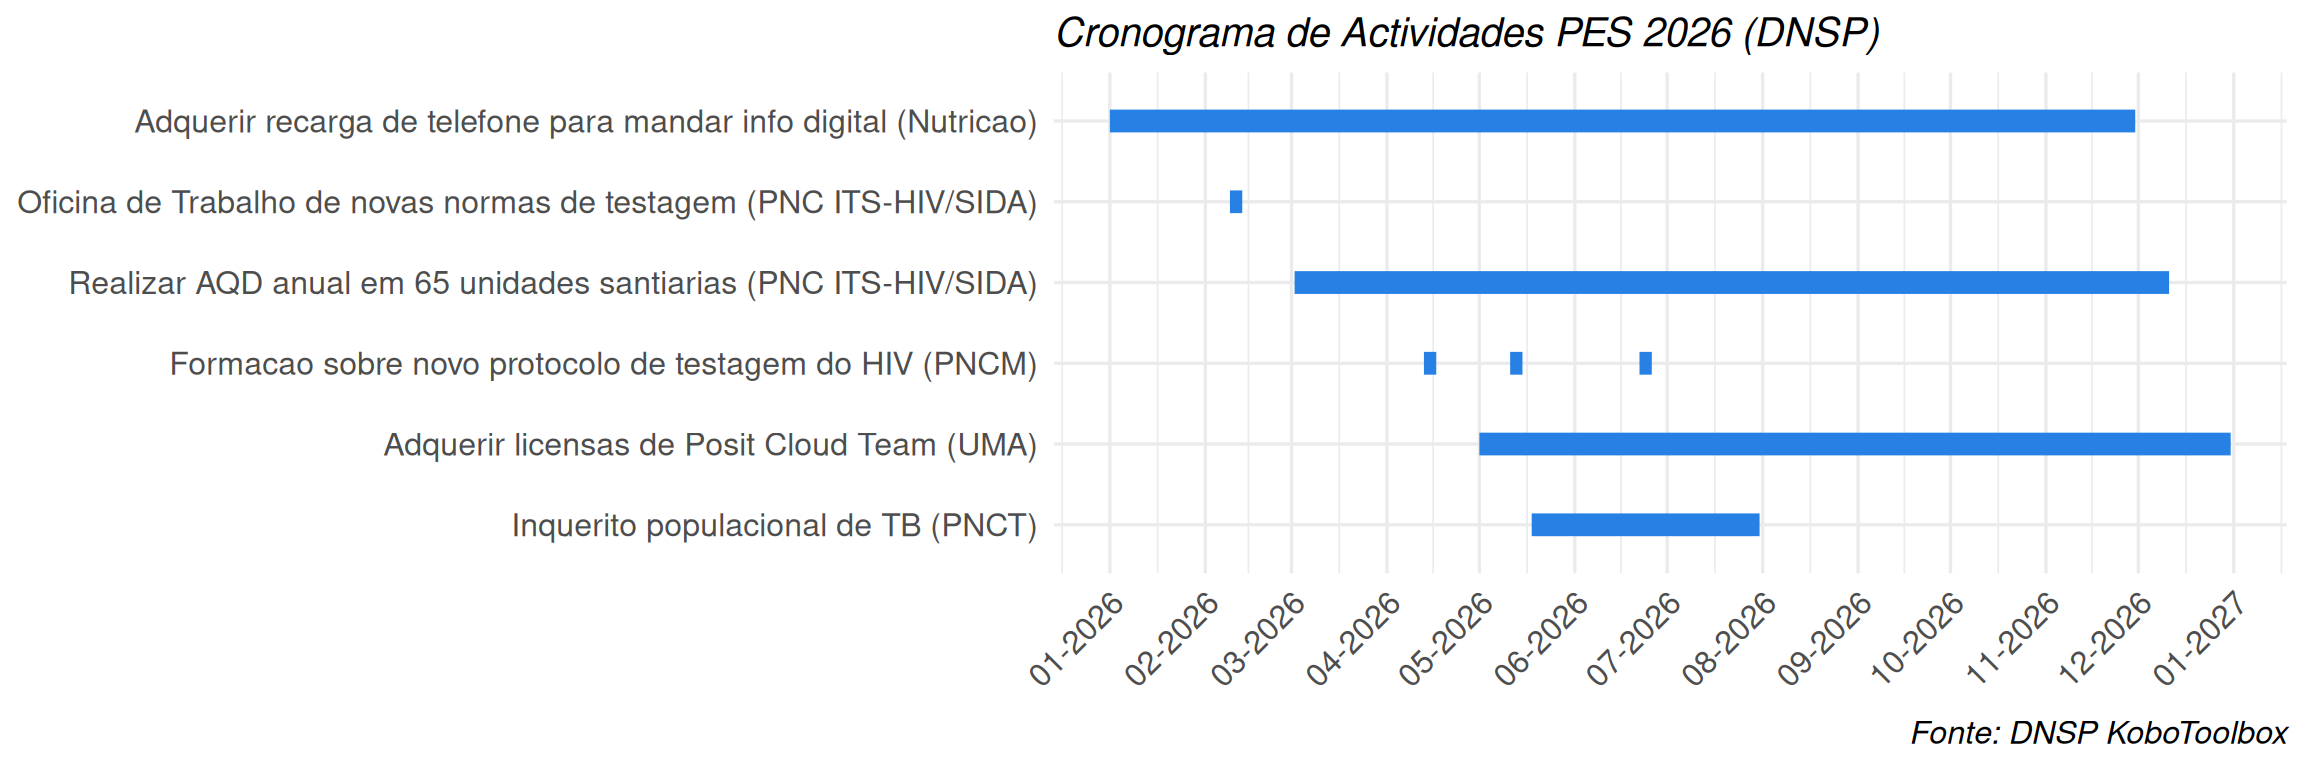 Cronograma de Actividades PES 2026 (DNSP)
Adquerir recarga de telefone para mandar info digital (Nutricao)
Oficina de Trabalho de novas normas de testagem (PNC ITS-HIV/SIDA)
Realizar AQD anual em 65 unidades santiarias (PNC ITS-HIV/SIDA)
Formacao sobre novo protocolo de testagem do HIV (PNCM)
Adquerir licensas de Posit Cloud Team (UMA)
Inquerito populacional de TB (PNCT)
01-2026
02-2026
03-2026
04-2026
05-2026
06-2026
07-2026
08-2026
09-2026
10-2026
11-2026
12-2026
01-2027
Fonte: DNSP KoboToolbox